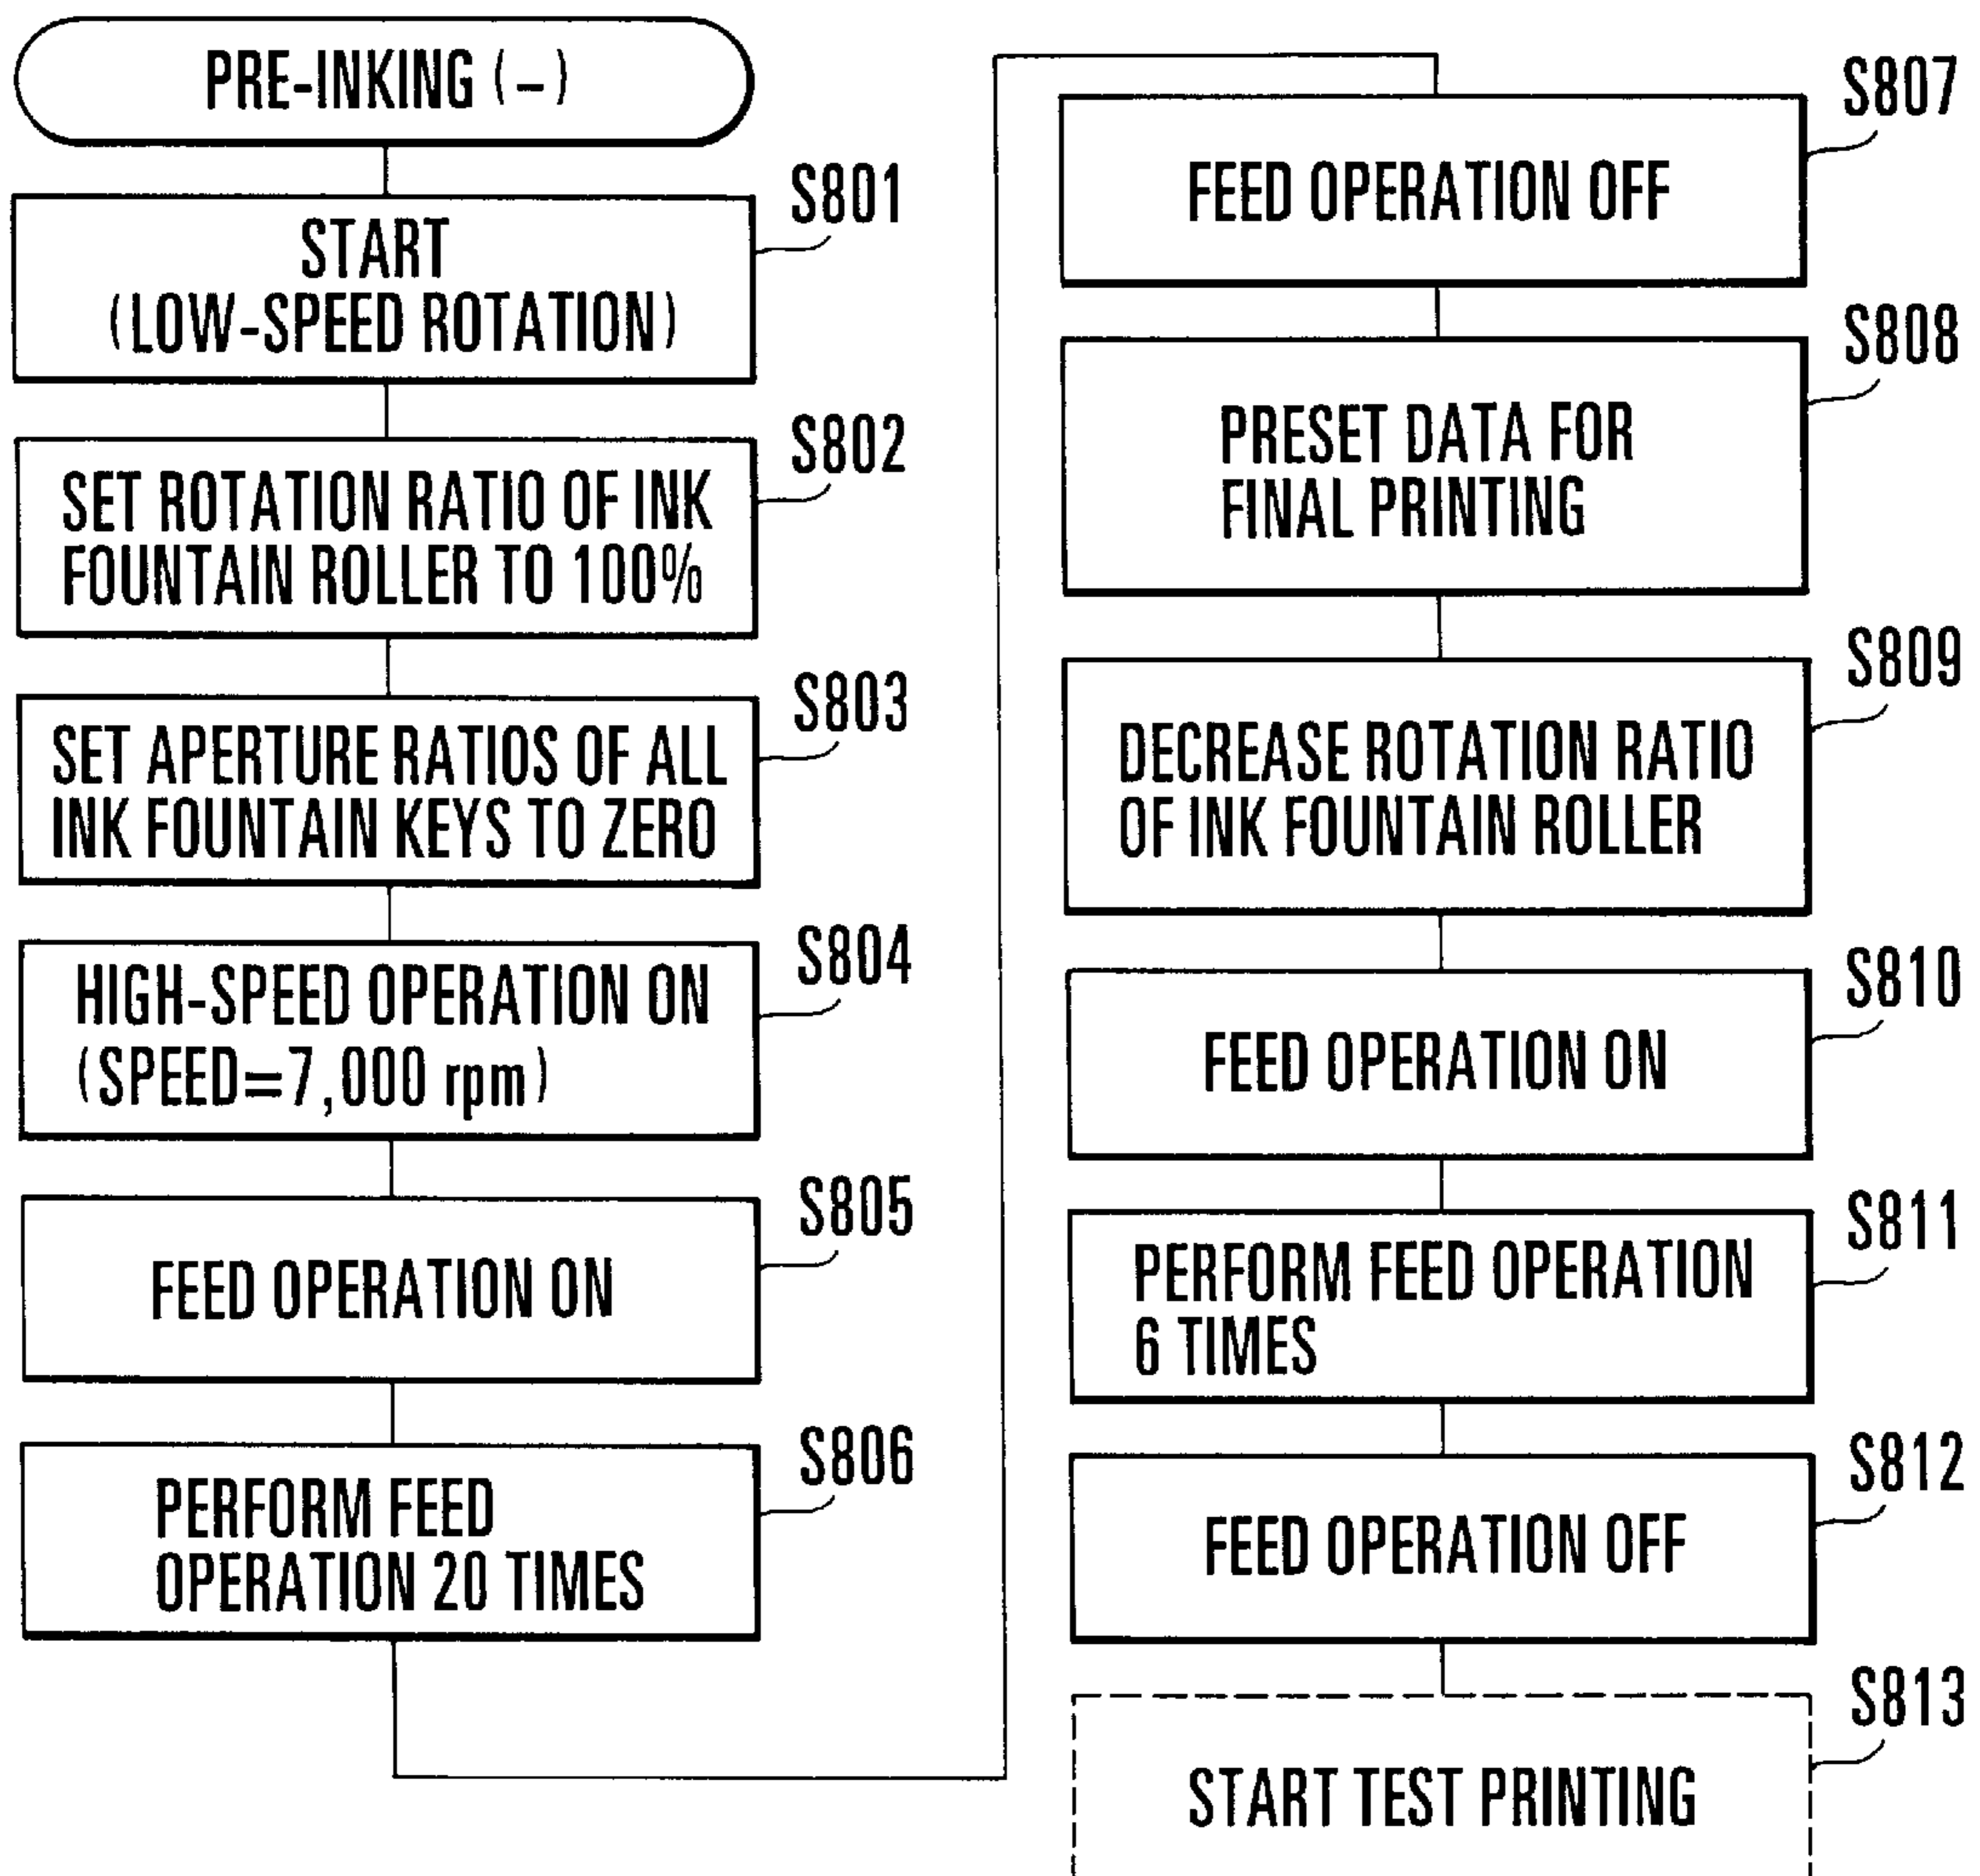 PRE-INKING (-)
S801
START
(LOW-SPEED ROTATION)
S802
SET ROTATION RATIO OF INK
FOUNTAIN ROLLER TO 100%
S803
SET APERTURE RATIOS OF ALL
INK FOUNTAIN KEYS TO ZERO
S804
HIGH-SPEED OPERATION ON
(SPEED=7,000 rpm)
S805
FEED OPERATION ON
S806
PERFORM FEED
OPERATION 20 TIMES
S807
FEED OPERATION OFF
S808
PRESET DATA FOR
FINAL PRINTING
S809
DECREASE ROTATION RATIO
OF INK FOUNTAIN ROLLER
S810
FEED OPERATION ON
S811
PERFORM FEED OPERATION
6 TIMES
S812
FEED OPERATION OFF
S813
START TEST PRINTING